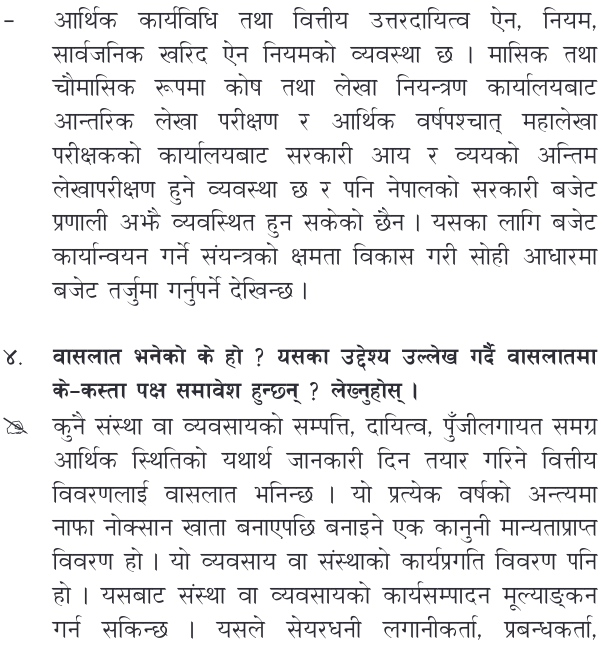 – आर्थिक कार्यविधि तथा वित्तीय उत्तरदायित्व ऐन, नियम,
सार्वजनिक खरिद ऐन नियमको व्यवस्था छ । मासिक तथा
चौमासिक रूपमा कोष तथा लेखा नियन्त्रण कार्यालयबाट
आन्तरिक लेखा परीक्षण र आर्थिक वर्षपश्चात् महालेखा
परीक्षकको कार्यालयबाट सरकारी आय र व्ययको अन्तिम
लेखापरीक्षण हुने व्यवस्था छ र पनि नेपालको सरकारी बजेट
प्रणाली अझै व्यवस्थित हुन सकेको छैन । यसका लागि बजेट
कार्यान्वयन गर्ने संयन्त्रको क्षमता विकास गरी सोही आधारमा
बजेट तर्जुमा गर्नुपर्ने देखिन्छ ।
४. वासलात भनेको के हो ? यसका उद्देश्य उल्लेख गर्दै वासलातमा
के-कस्ता पक्ष समावेश हुन्छन् ? लेख्नुहोस् ।
कुनै संस्था वा व्यवसायको सम्पत्ति, दायित्व, पुँजीलगायत समग्र
आर्थिक स्थितिको यथार्थ जानकारी दिन तयार गरिने वित्तीय
विवरणलाई वासलात भनिन्छ । यो प्रत्येक वर्षको अन्त्यमा
नाफा नोक्सान खाता बनाएपछि बनाइने एक कानुनी मान्यताप्राप्त
विवरण हो । यो व्यवसाय वा संस्थाको कार्यप्रगति विवरण पनि
हो । यसबाट संस्था वा व्यवसायको कार्यसम्पादन मूल्याङ्कन
गर्न सकिन्छ । यसले सेयरधनी लगानीकर्ता, प्रबन्धकर्ता,